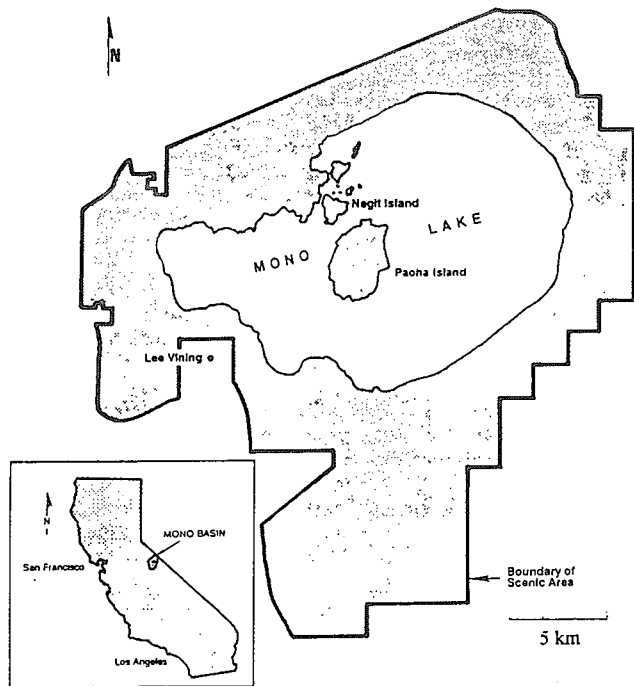 N
Negit Island
LAKE
MONO
Paoha Island
Lee Vining
N
MONO BASIN
San Francisco
Los Angeles
Boundary of
Scenic Area
5 km